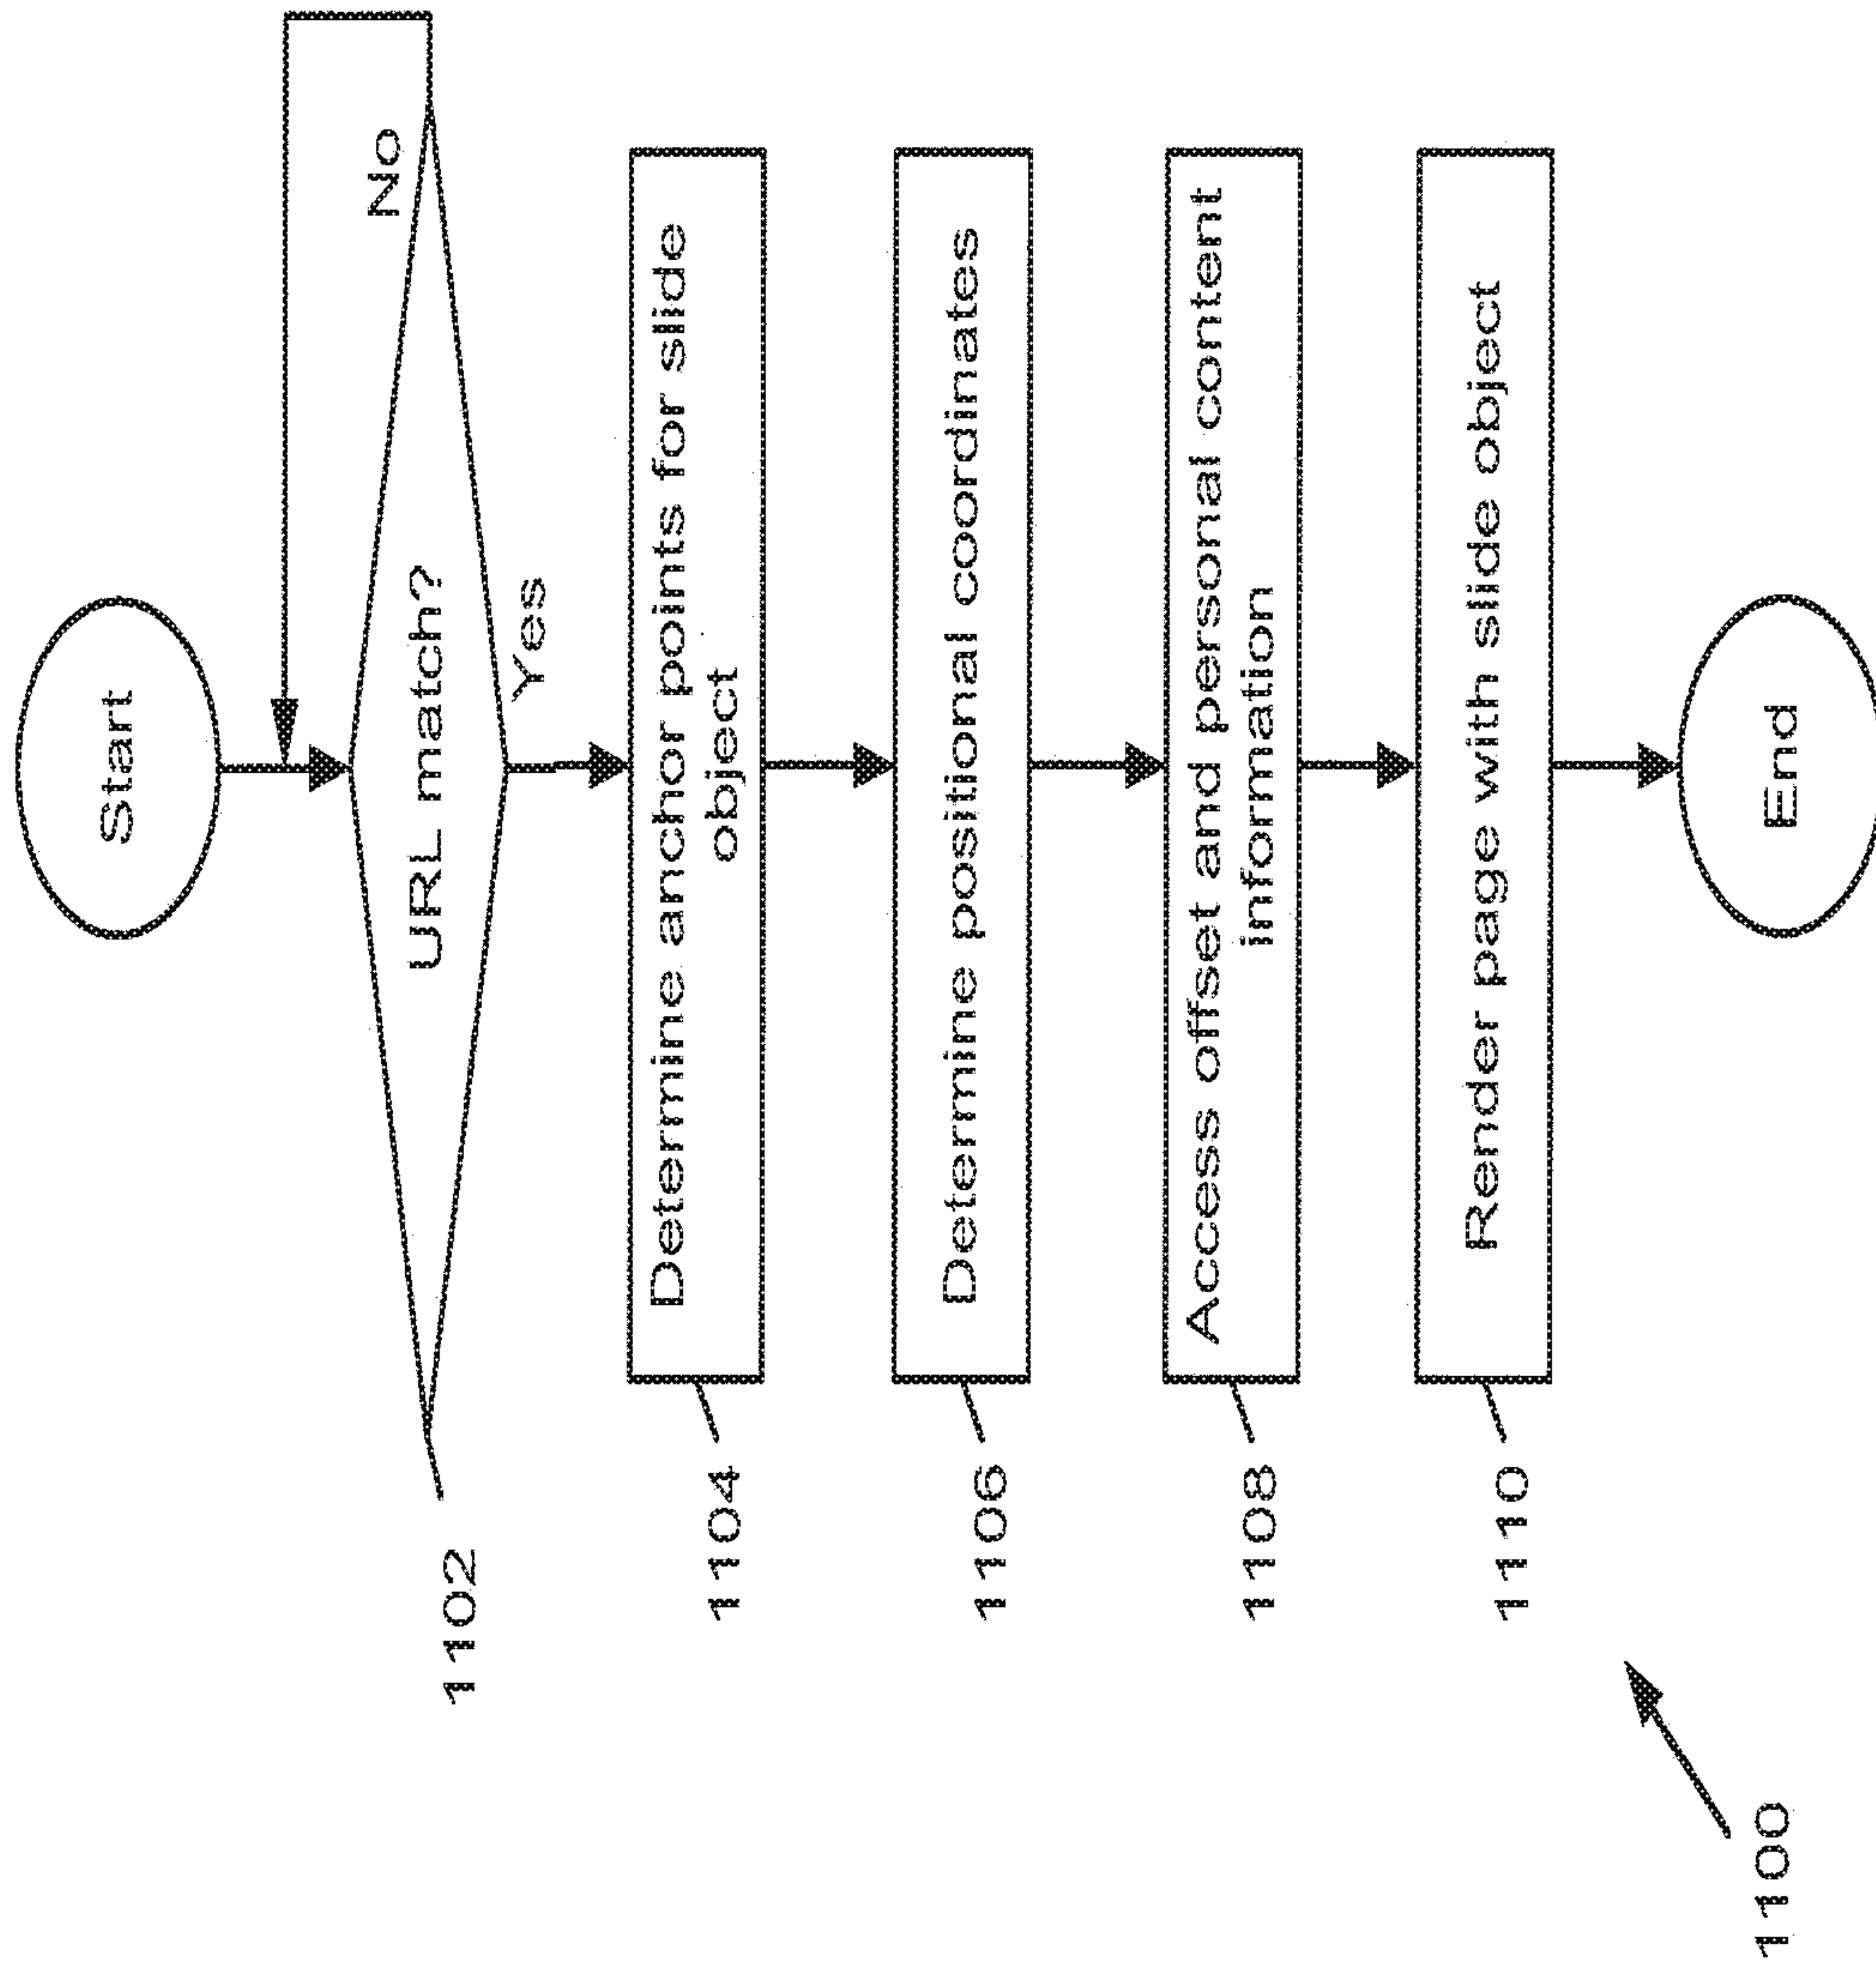 Start
URL match?
No
Yes
1102
Determine anchor points for slide
object
1104
Determine positional coordinates
1106
Access offset and personal content
information
1108
Render page with slide object
1110
End
1100